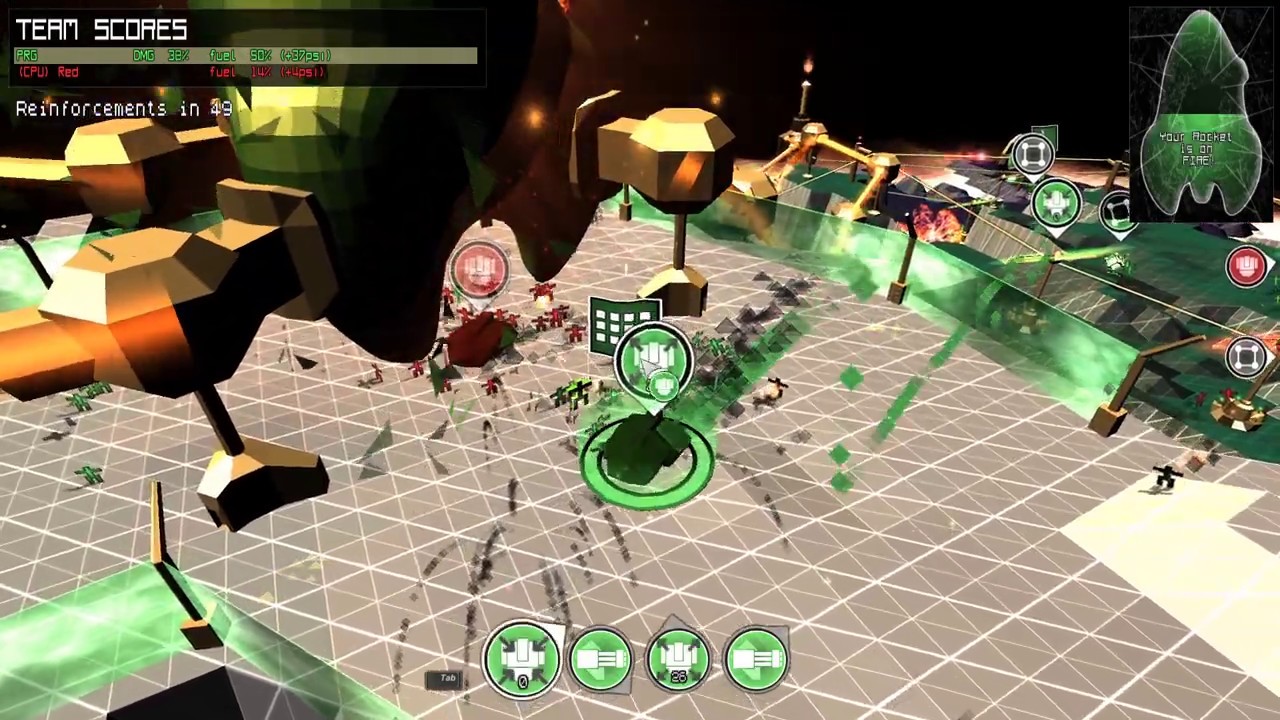 TEAM SCORES
PRG DMG 38% fuel 50% (+37psi)
(CPU) Red fuel 14% (+4psi)
Reinforcements in 49
Your Rocket
is on
FIRE!
Tab
0
26